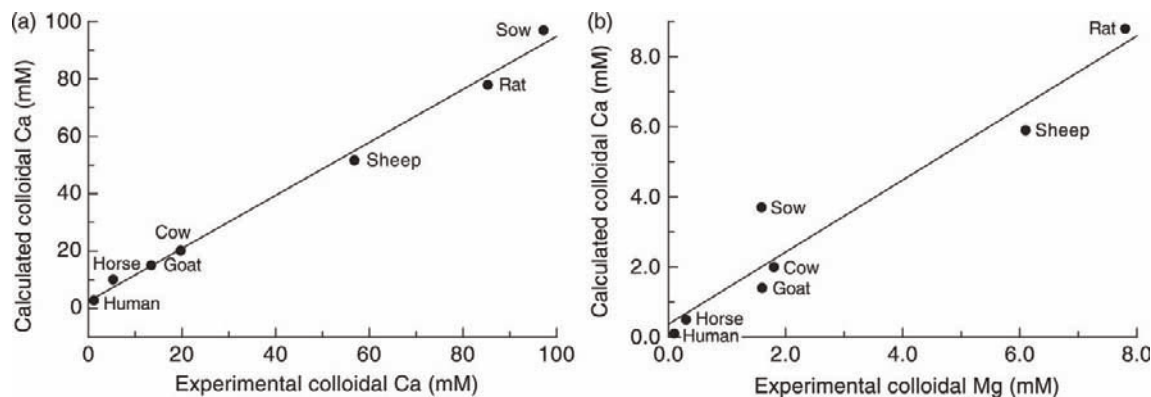 (a)
Calculated colloidal Ca (mM)
100
80
60
40
20
0
Sow
Rat
Sheep
Cow
Horse
Goat
Human
0 20 40 60 80 100
Experimental colloidal Ca (mM)
(b)
Calculated colloidal Ca (mM)
8.0
6.0
4.0
2.0
0.0
Rat
Sheep
Sow
Cow
Goat
Horse
Human
0.0 2.0 4.0 6.0 8.0
Experimental colloidal Mg (mM)